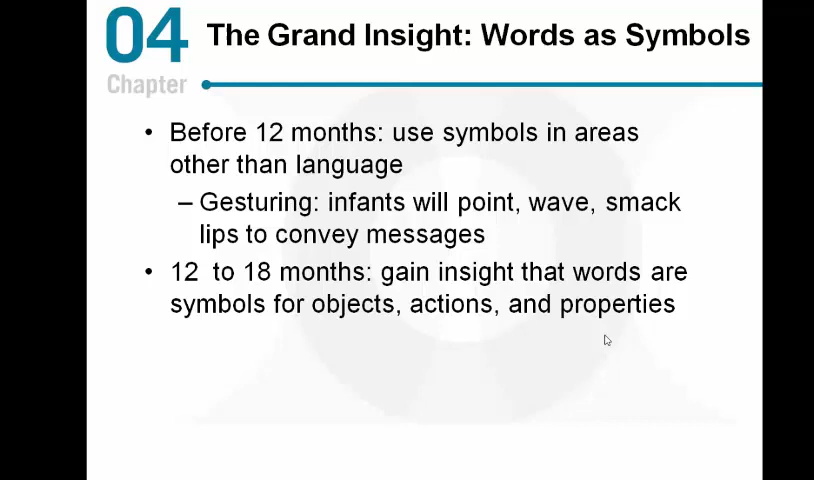 04
Chapter
The Grand Insight: Words as Symbols
• Before 12 months: use symbols in areas
other than language
– Gesturing: infants will point, wave, smack
lips to convey messages
• 12 to 18 months: gain insight that words are
symbols for objects, actions, and properties